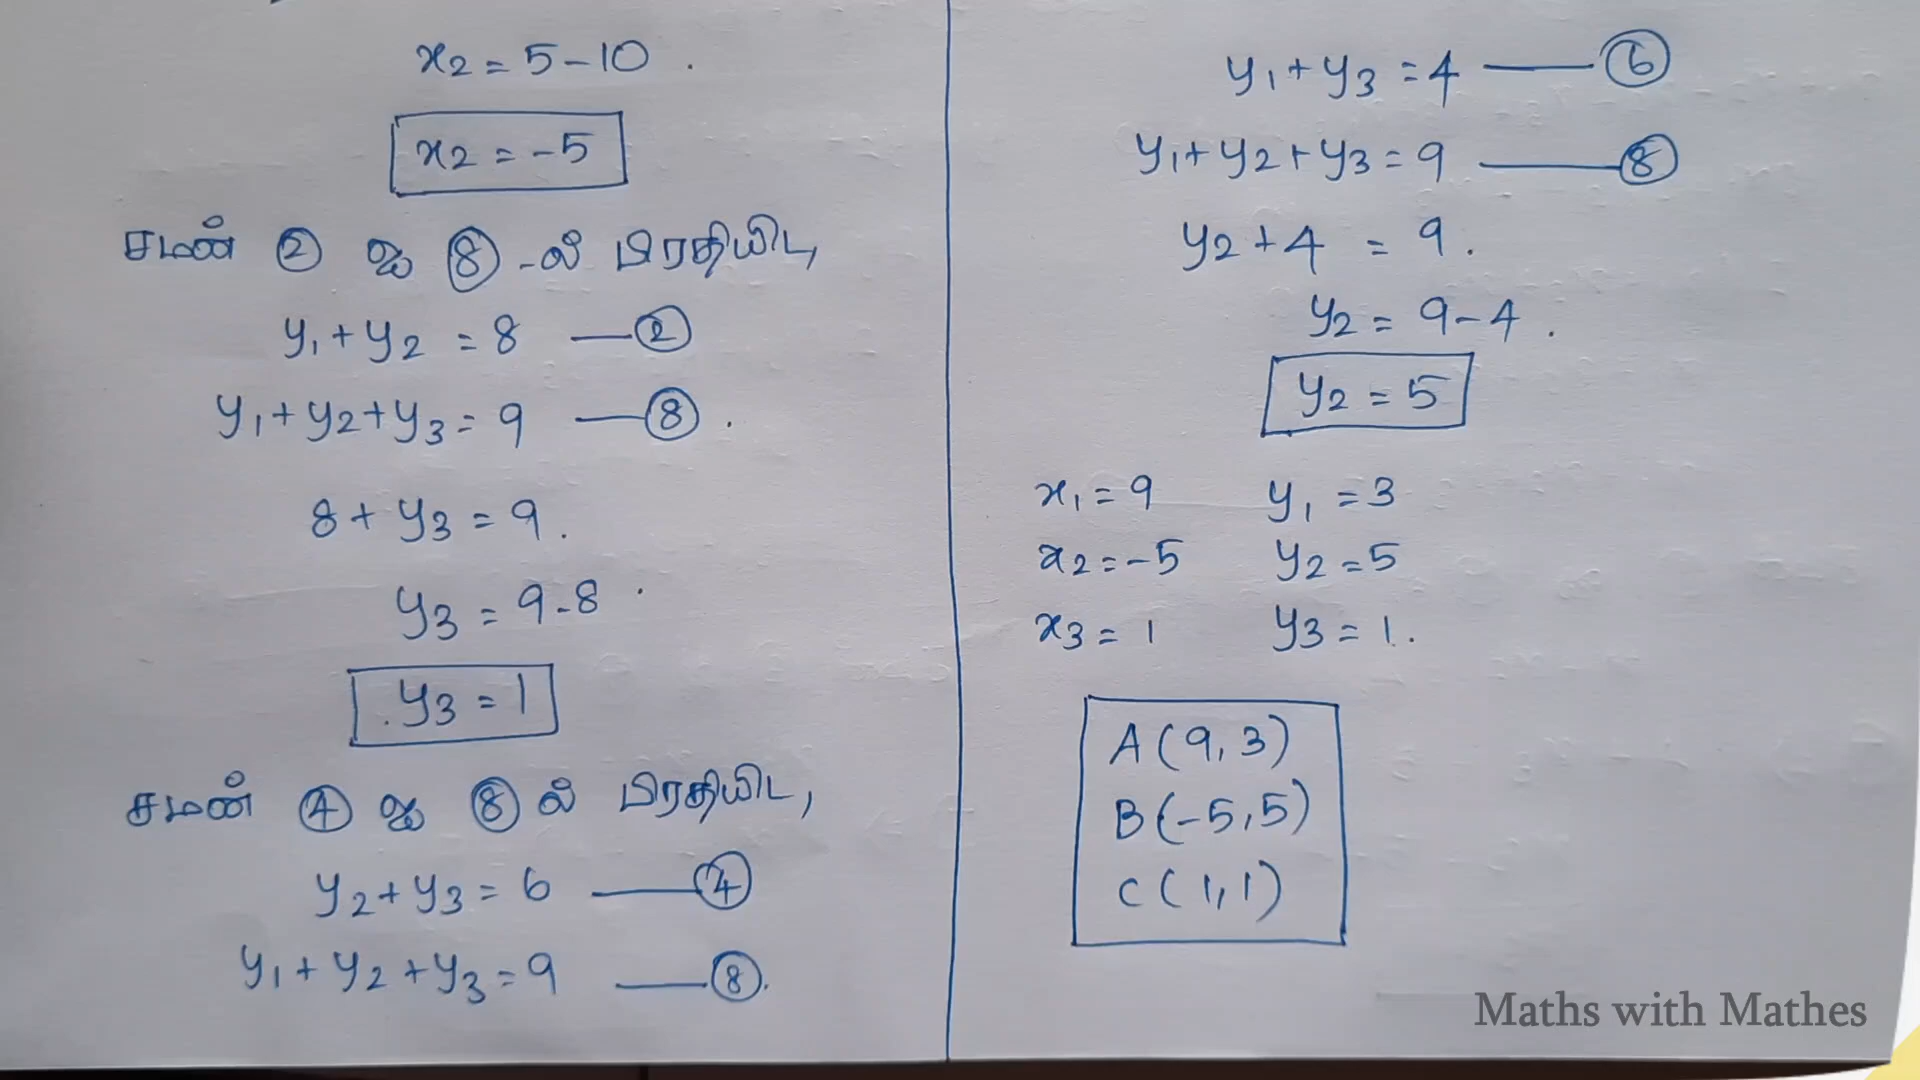 x₂ = 5 - 10 .
x₂ = -5
சமன் ② ஐ ⑧ -ல் பிரதியிட,
y₁ + y₂ = 8 — ②
y₁ + y₂ + y₃ = 9 — ⑧ .
8 + y₃ = 9 .
y₃ = 9 - 8 .
. y₃ = 1
சமன் ④ ஐ ⑧ ல் பிரதியிட,
y₂ + y₃ = 6 — ④
y₁ + y₂ + y₃ = 9 — ⑧ .
y₁ + y₃ = 4 — ⑥
y₁ + y₂ + y₃ = 9 — ⑧
y₂ + 4 = 9 .
y₂ = 9 - 4 .
y₂ = 5
x₁ = 9 y₁ = 3
x₂ = -5 y₂ = 5
x₃ = 1 y₃ = 1 .
A ( 9, 3 )
B ( -5, 5 )
C ( 1, 1 )
Maths with Mathes